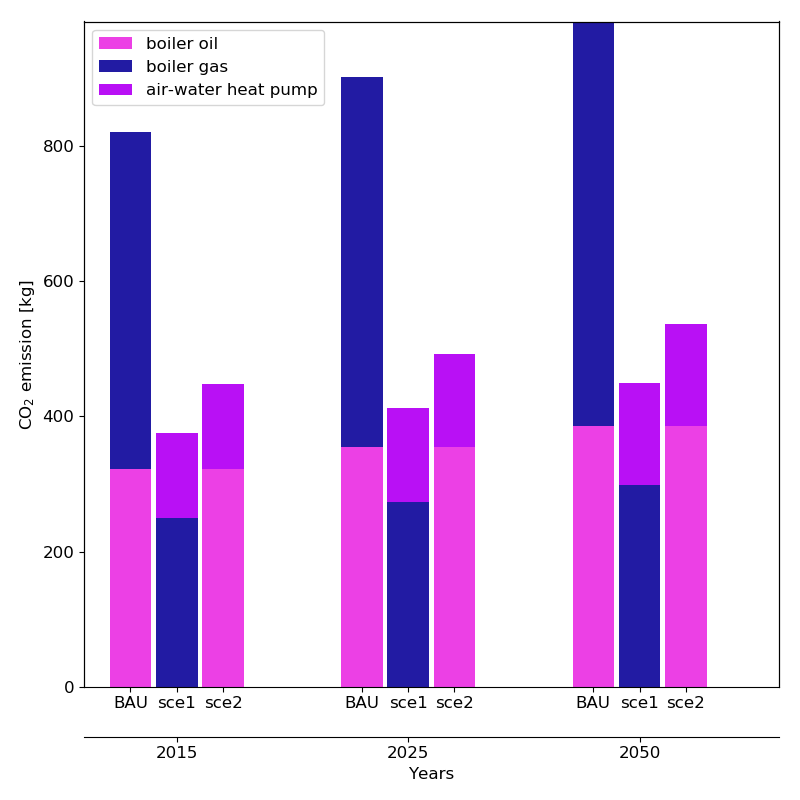 boiler oil
boiler gas
air-water heat pump
800
600
400
200
0
CO₂ emission [kg]
BAU sce1 sce2 BAU sce1 sce2 BAU sce1 sce2
2015 2025 2050
Years